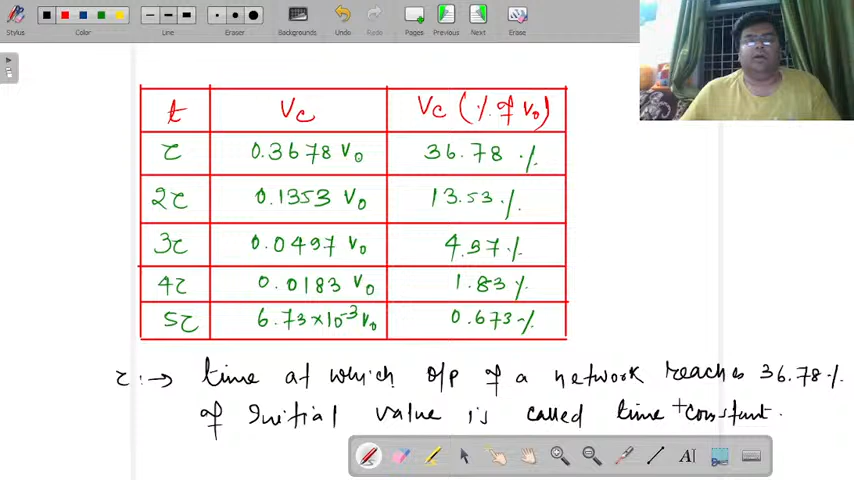 Stylus
Color
Line
Eraser
Backgrounds
Undo
Redo
Pages
Previous
Next
Erase
t Vc Vc (% of V0)
τ 0.3678 V0 36.78 %
2τ 0.1353 V0 13.53 %
3τ 0.0497 V0 4.97 %
4τ 0.0183 V0 1.83 %
5τ 6.73×10-3 V0 0.673 %
τ :→ time at which o/p of a network reaches 36.78 %
of Initial value is called time constant.
AI